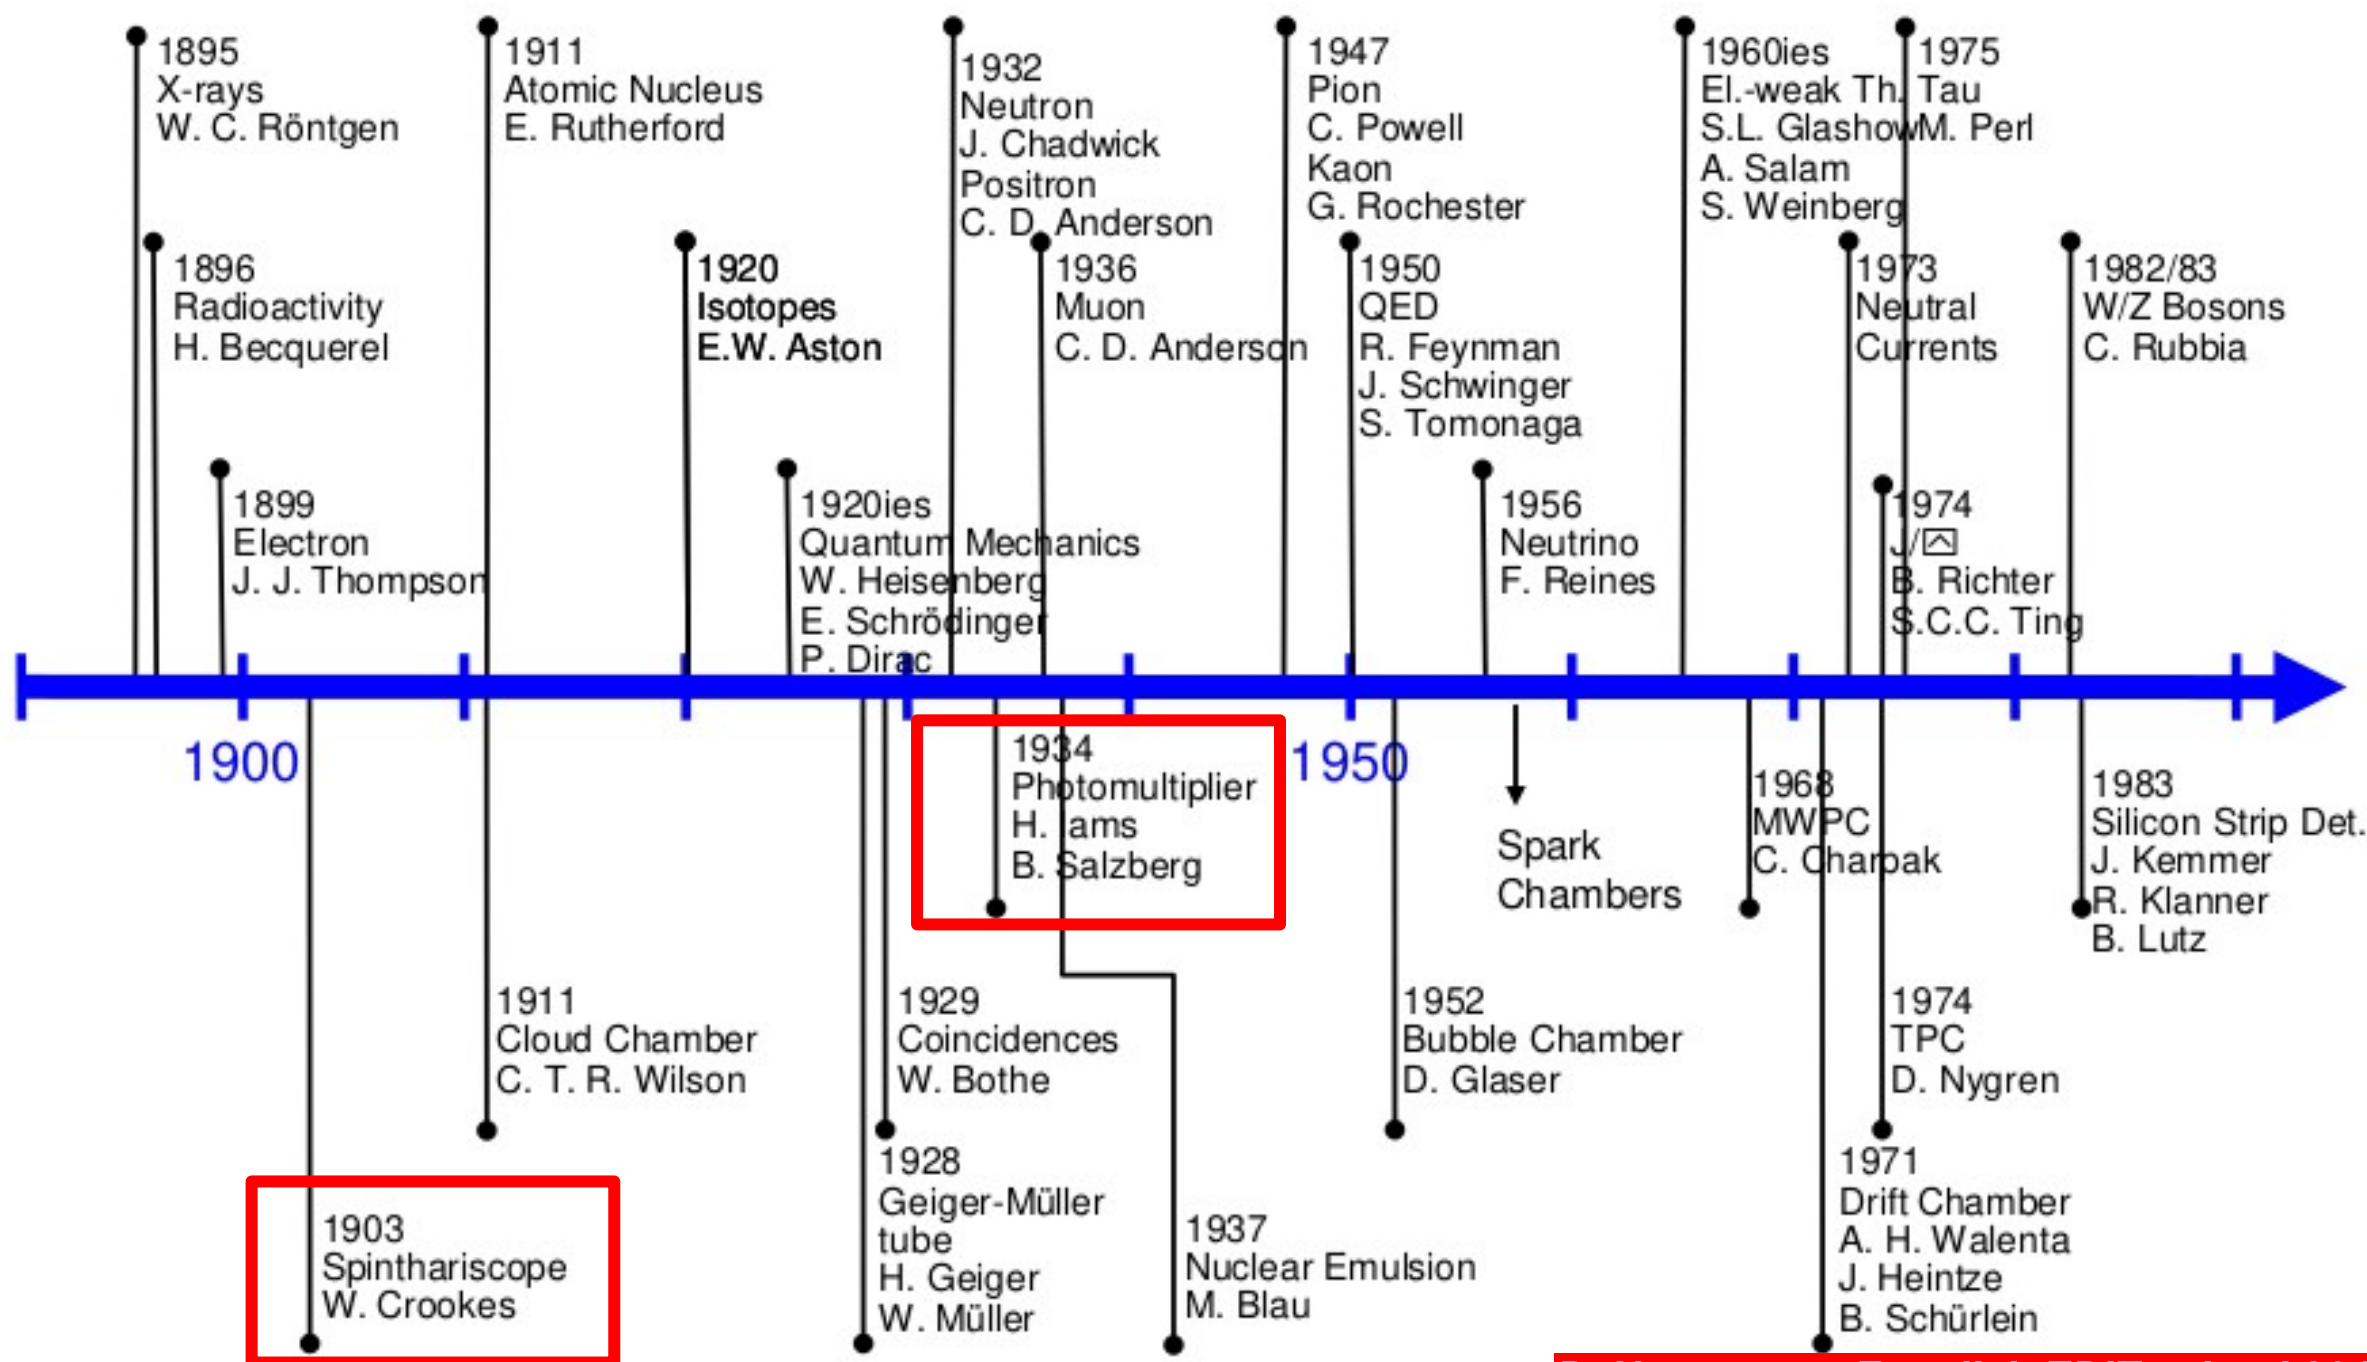 1895
X-rays
W. C. Röntgen
1911
Atomic Nucleus
E. Rutherford
1932
Neutron
J. Chadwick
Positron
C. D. Anderson
1947
Pion
C. Powell
Kaon
G. Rochester
1960ies
El.-weak Th.
S.L. Glashow
A. Salam
S. Weinberg
1975
Tau
M. Perl
1896
Radioactivity
H. Becquerel
1920
Isotopes
E.W. Aston
1936
Muon
C. D. Anderson
1950
QED
R. Feynman
J. Schwinger
S. Tomonaga
1973
Neutral
Currents
1982/83
W/Z Bosons
C. Rubbia
1899
Electron
J. J. Thompson
1920ies
Quantum Mechanics
W. Heisenberg
E. Schrödinger
P. Dirac
1956
Neutrino
F. Reines
1974
J/
B. Richter
S.C.C. Ting
1900
1950
1934
Photomultiplier
H. Iams
B. Salzberg
Spark
Chambers
1968
MWPC
C. Charpak
1983
Silicon Strip Det.
J. Kemmer
R. Klanner
B. Lutz
1911
Cloud Chamber
C. T. R. Wilson
1929
Coincidences
W. Bothe
1952
Bubble Chamber
D. Glaser
1974
TPC
D. Nygren
1903
Spinthariscope
W. Crookes
1928
Geiger-Müller
tube
H. Geiger
W. Müller
1937
Nuclear Emulsion
M. Blau
1971
Drift Chamber
A. H. Walenta
J. Heintze
B. Schürlein